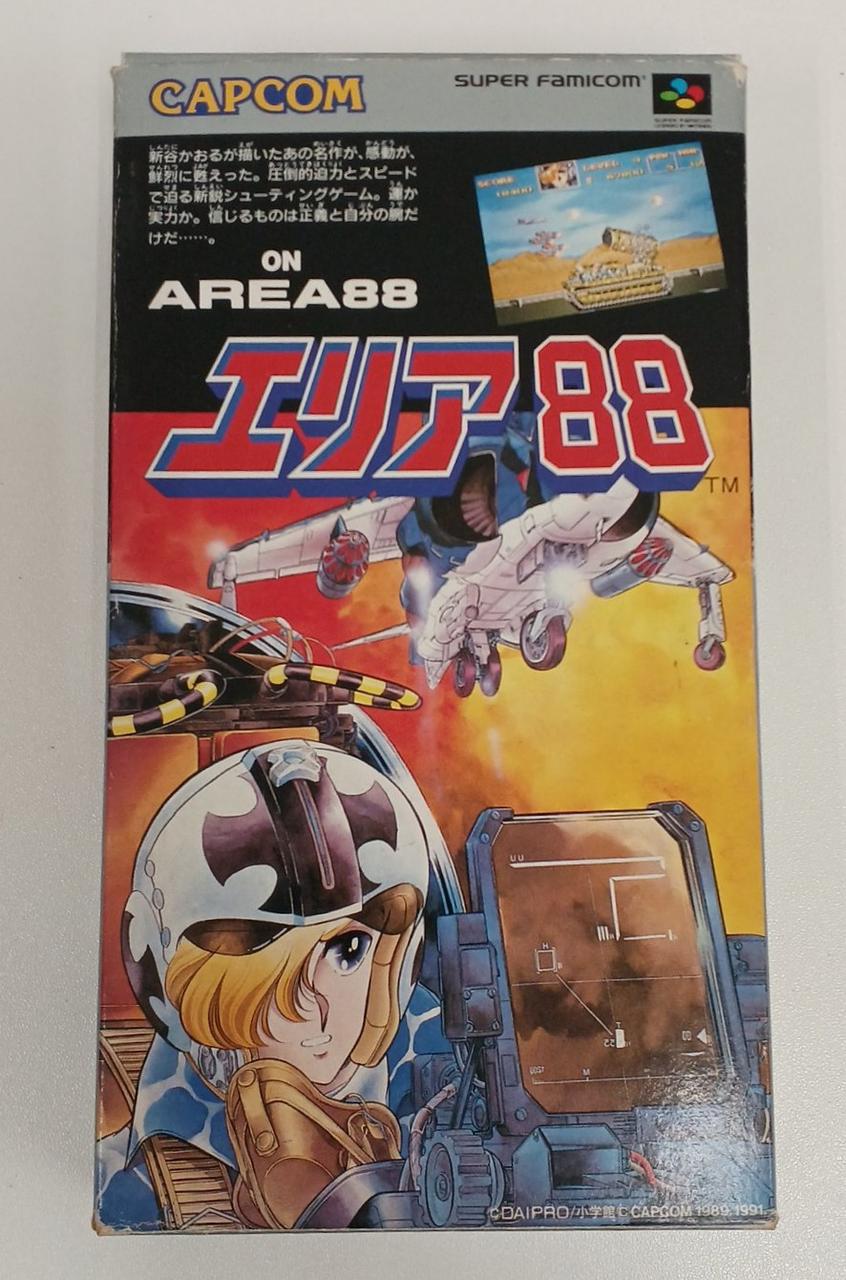 CAPCOM
SUPER FAMICOM
新谷かおるが描いたあの名作が、感動が、
鮮烈に甦えった。圧倒的迫力とスピード
で迫る新鋭シューティングゲーム。運か
実力か。信じるものは正義と自分の腕だ
けだ……。
SCORE
LEVEL
ON
AREA88
エリア88
TM
UU
H
T
M
©DAIPRO/小学館 © CAPCOM 1989,1991